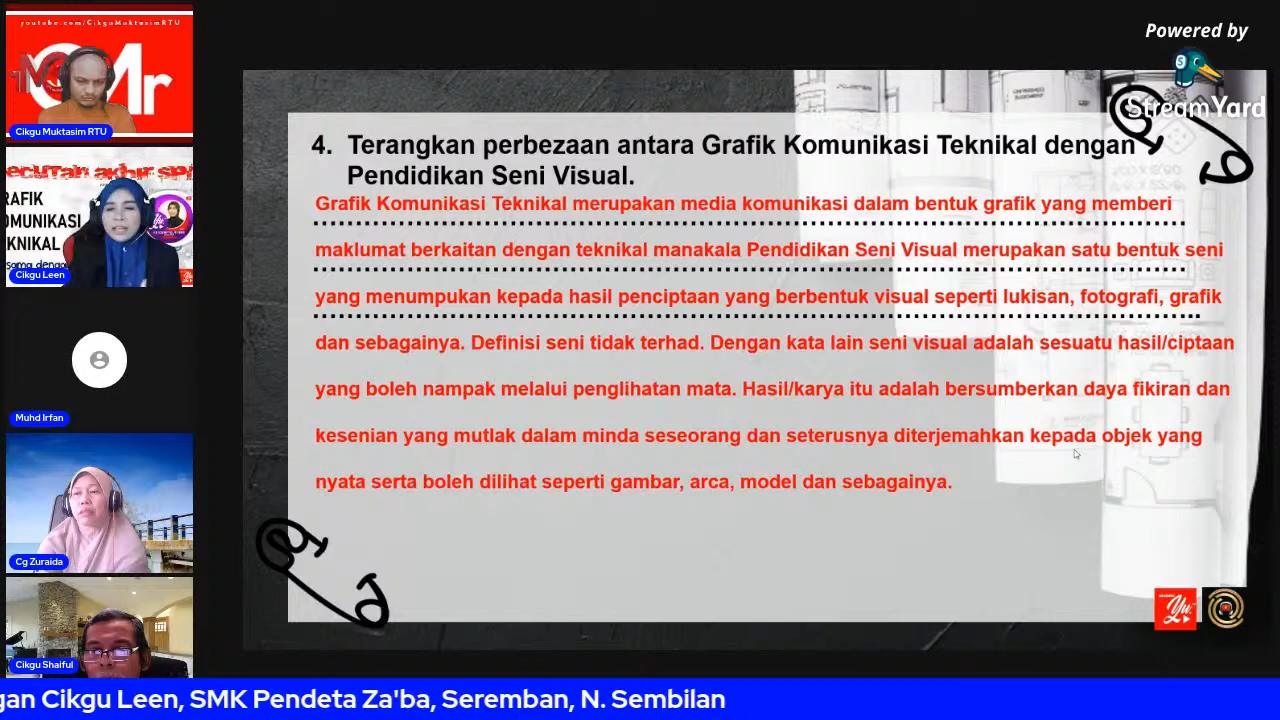 youtube.com/CikguMuktasimRTU
Cikgu Muktasim RTU
KOMUNIKASI
Cikgu Leen
Muhd Irfan
Cg Zuraida
Cikgu Shaiful
Powered by
StreamYard
4. Terangkan perbezaan antara Grafik Komunikasi Teknikal dengan
Pendidikan Seni Visual.
Grafik Komunikasi Teknikal merupakan media komunikasi dalam bentuk grafik yang memberi
maklumat berkaitan dengan teknikal manakala Pendidikan Seni Visual merupakan satu bentuk seni
yang menumpukan kepada hasil penciptaan yang berbentuk visual seperti lukisan, fotografi, grafik
dan sebagainya. Definisi seni tidak terhad. Dengan kata lain seni visual adalah sesuatu hasil/ciptaan
yang boleh nampak melalui penglihatan mata. Hasil/karya itu adalah bersumberkan daya fikiran dan
kesenian yang mutlak dalam minda seseorang dan seterusnya diterjemahkan kepada objek yang
nyata serta boleh dilihat seperti gambar, arca, model dan sebagainya.
gan Cikgu Leen, SMK Pendeta Za'ba, Seremban, N. Sembilan